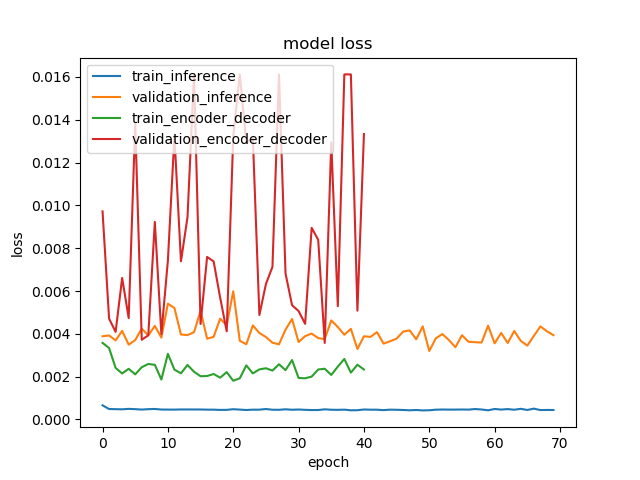 model loss
train_inference
validation_inference
train_encoder_decoder
validation_encoder_decoder
0.016
0.014
0.012
0.010
0.008
0.006
0.004
0.002
0.000
loss
0 10 20 30 40 50 60 70
epoch